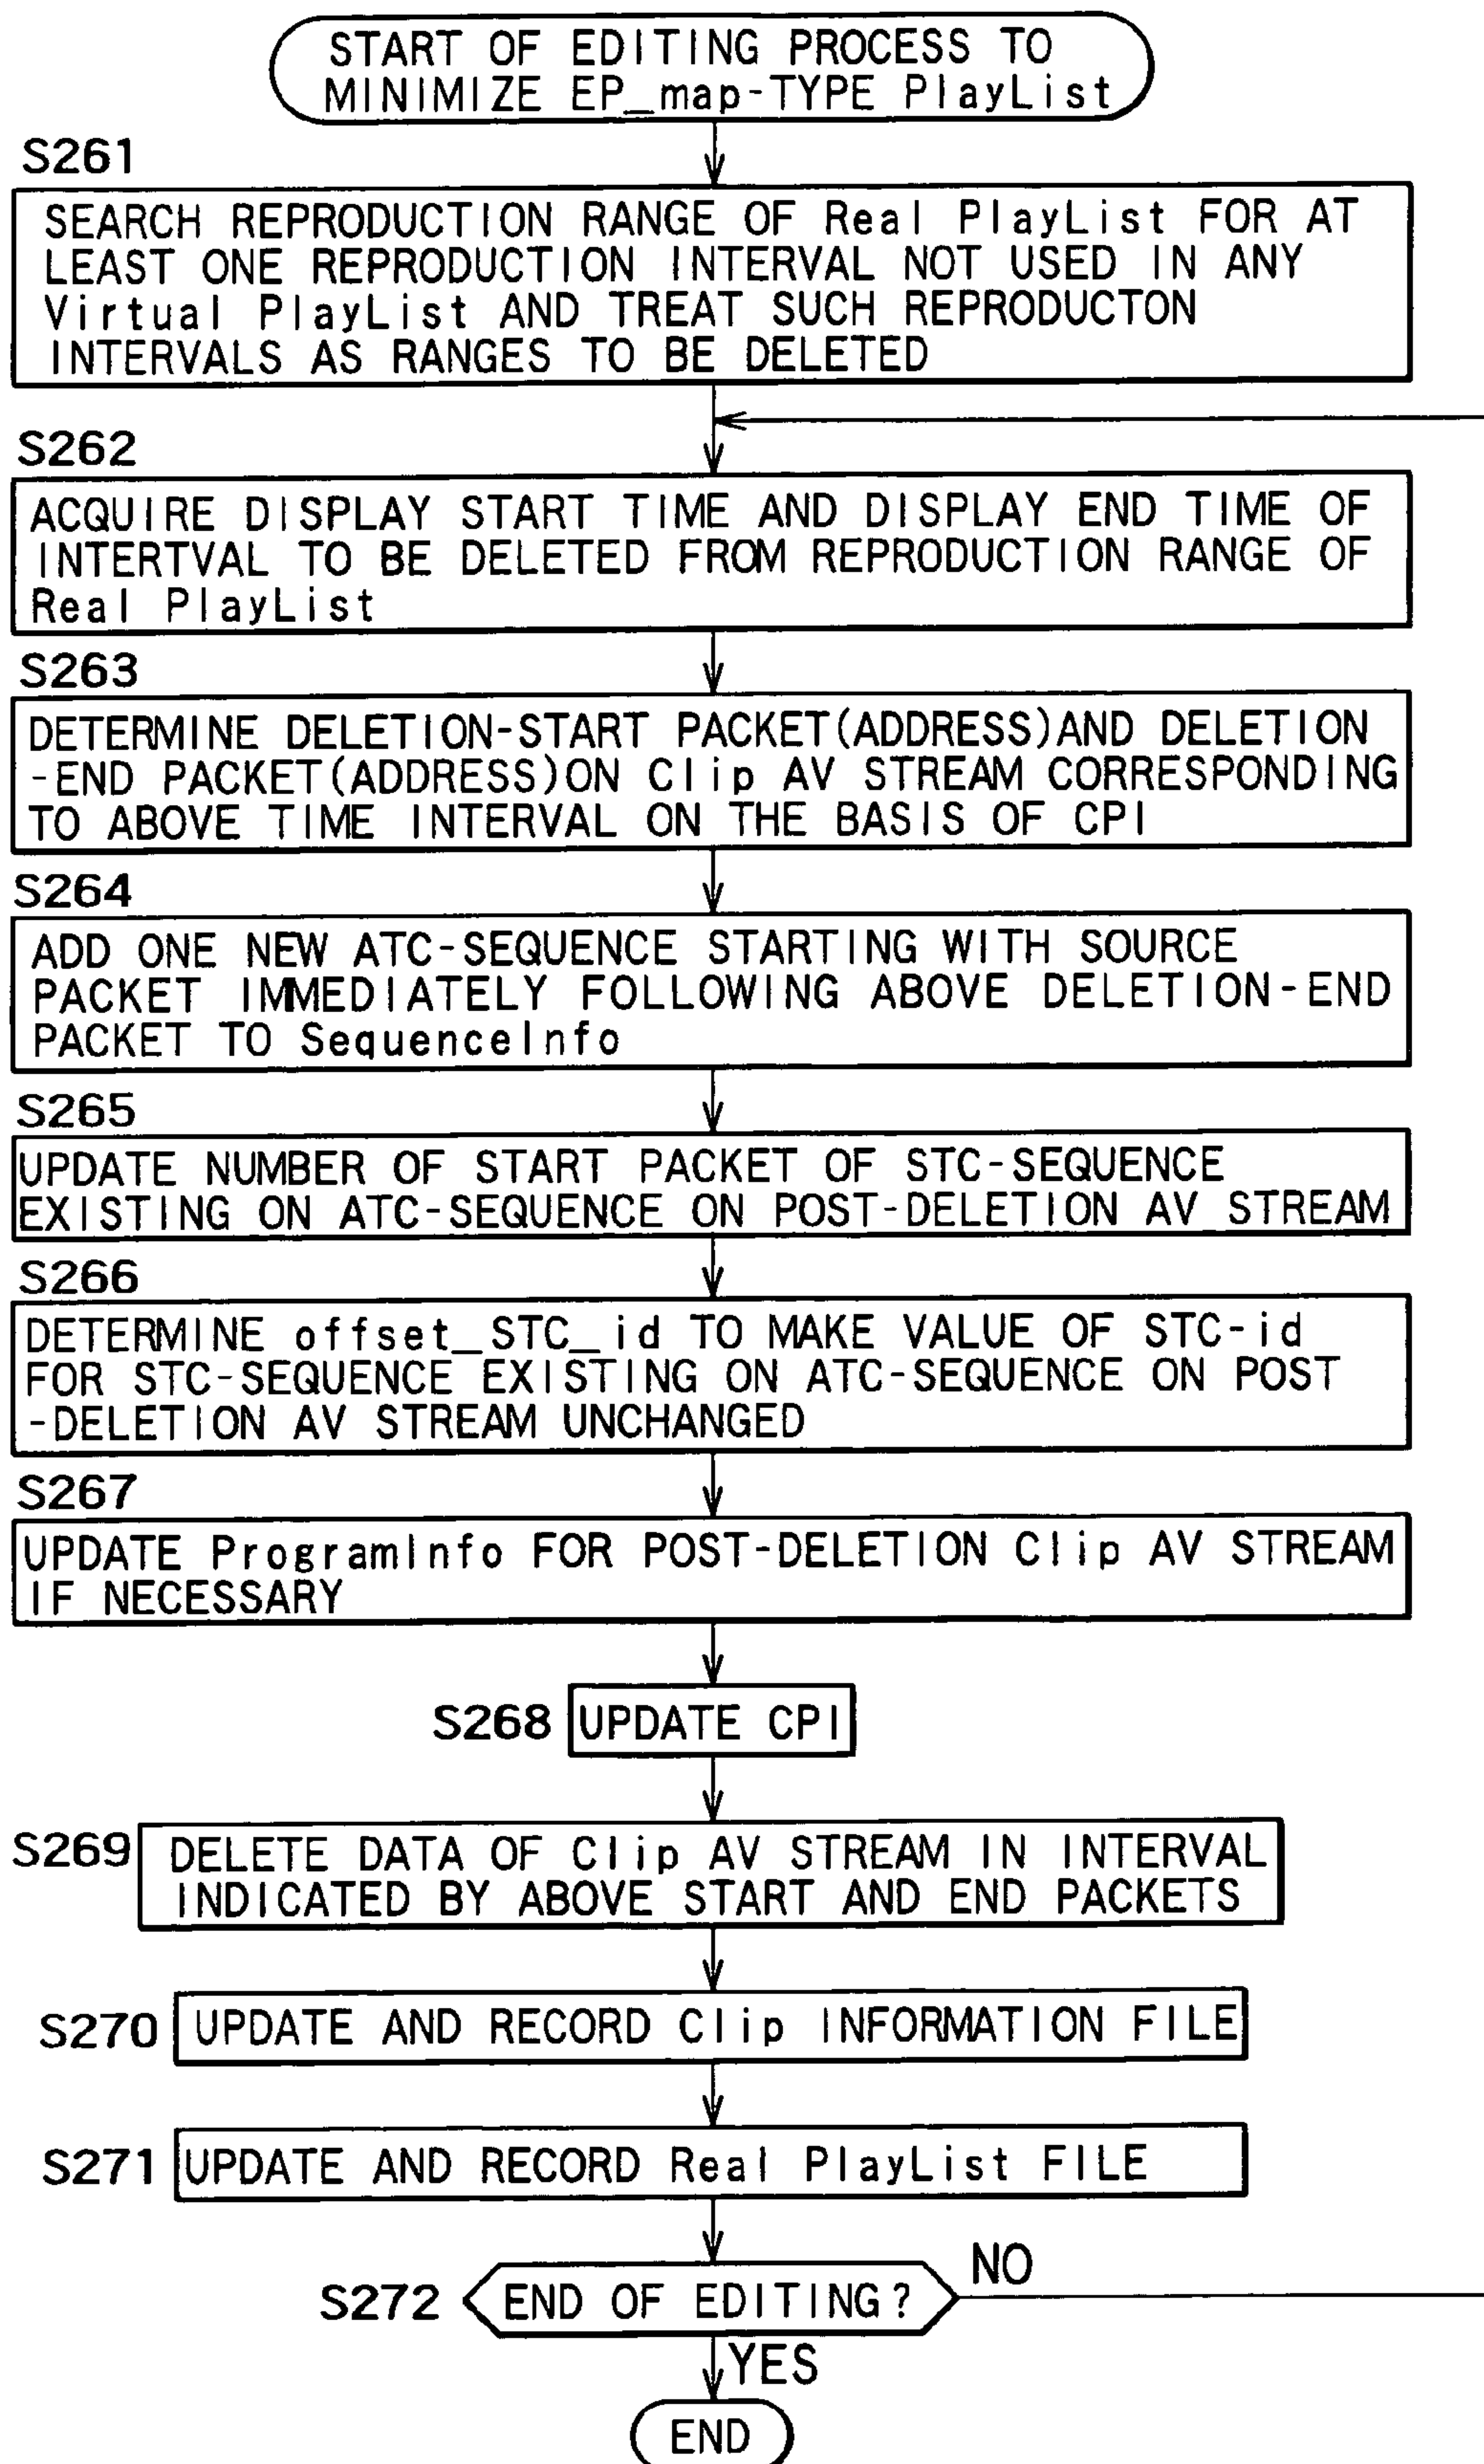 START OF EDITING PROCESS TO
MINIMIZE EP_map-TYPE PlayList
S261
SEARCH REPRODUCTION RANGE OF Real PlayList FOR AT
LEAST ONE REPRODUCTION INTERVAL NOT USED IN ANY
Virtual PlayList AND TREAT SUCH REPRODUCTON
INTERVALS AS RANGES TO BE DELETED
S262
ACQUIRE DISPLAY START TIME AND DISPLAY END TIME OF
INTERTVAL TO BE DELETED FROM REPRODUCTION RANGE OF
Real PlayList
S263
DETERMINE DELETION-START PACKET(ADDRESS)AND DELETION
-END PACKET(ADDRESS)ON Clip AV STREAM CORRESPONDING
TO ABOVE TIME INTERVAL ON THE BASIS OF CPI
S264
ADD ONE NEW ATC-SEQUENCE STARTING WITH SOURCE
PACKET IMMEDIATELY FOLLOWING ABOVE DELETION-END
PACKET TO SequenceInfo
S265
UPDATE NUMBER OF START PACKET OF STC-SEQUENCE
EXISTING ON ATC-SEQUENCE ON POST-DELETION AV STREAM
S266
DETERMINE offset_STC_id TO MAKE VALUE OF STC-id
FOR STC-SEQUENCE EXISTING ON ATC-SEQUENCE ON POST
-DELETION AV STREAM UNCHANGED
S267
UPDATE ProgramInfo FOR POST-DELETION Clip AV STREAM
IF NECESSARY
S268 UPDATE CPI
S269 DELETE DATA OF Clip AV STREAM IN INTERVAL
INDICATED BY ABOVE START AND END PACKETS
S270 UPDATE AND RECORD Clip INFORMATION FILE
S271 UPDATE AND RECORD Real PlayList FILE
S272 END OF EDITING? NO
YES
END